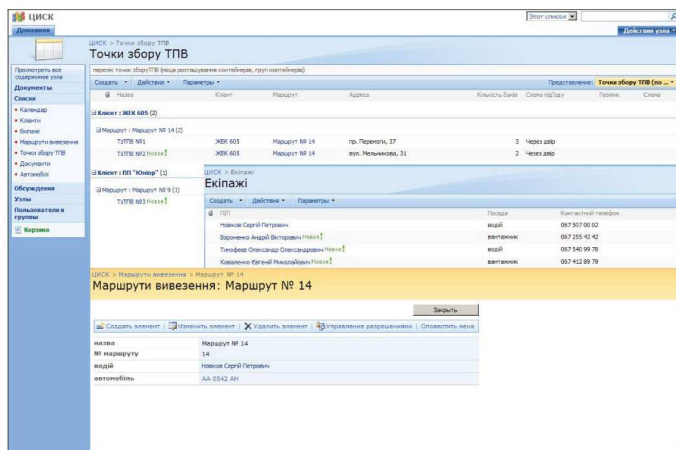 ЦИСК
Этот список
Домашняя
Действия узла
ЦИСК > Точки збору ТПВ
Точки збору ТПВ
Просмотреть все содержимое узла
Документы
Списки
Календар
Клієнти
Екіпажі
Маршрути вивезення
Точки збору ТПВ
Документи
Автомобілі
Обсуждения
Узлы
Пользователи и группы
Корзина
перелік точок збору ТПВ (місця розташування контейнерів, груп контейнерів)
Создать Действия Параметры Представление: Точки збору ТПВ (по ...
Назва Клієнт Маршрут Адреса Кількість баків Схема під'їзду Геолінк Схема
Клієнт : ЖЕК 605 (2)
Маршрут : Маршрут № 14 (2)
ТзТПВ №1 ЖЕК 605 Маршрут № 14 пр. Перемоги, 37 3 Через двір
ТзТПВ №2 Новое! ЖЕК 605 Маршрут № 14 вул. Мельникова, 31 2 Через двір
Клієнт : ПП "Юніор" (1)
Маршрут : Маршрут № 9 (1)
ТзТПВ №3 Новое!
ЦИСК > Екіпажі
Екіпажі
Создать Действия Параметры
ПІП Посада Контактний телефон
Новков Сергій Петрович водій 067 507 00 02
Вороненко Андрій Вікторович Новое! вантажник 067 255 42 42
Тимофєєв Олександр Олександрович Новое! водій 067 540 99 78
Коваленко Євгеній Миколайович Новое! вантажник 067 412 89 79
ЦИСК > Маршрути вивезення > Маршрут № 14
Маршрути вивезення: Маршрут № 14
Закрыть
Создать элемент | Изменить элемент | Удалить элемент | Управление разрешениями | Оповестить меня
назва Маршрут № 14
№ маршруту 14
водій Новков Сергій Петрович
автомобіль АА 0542 АН